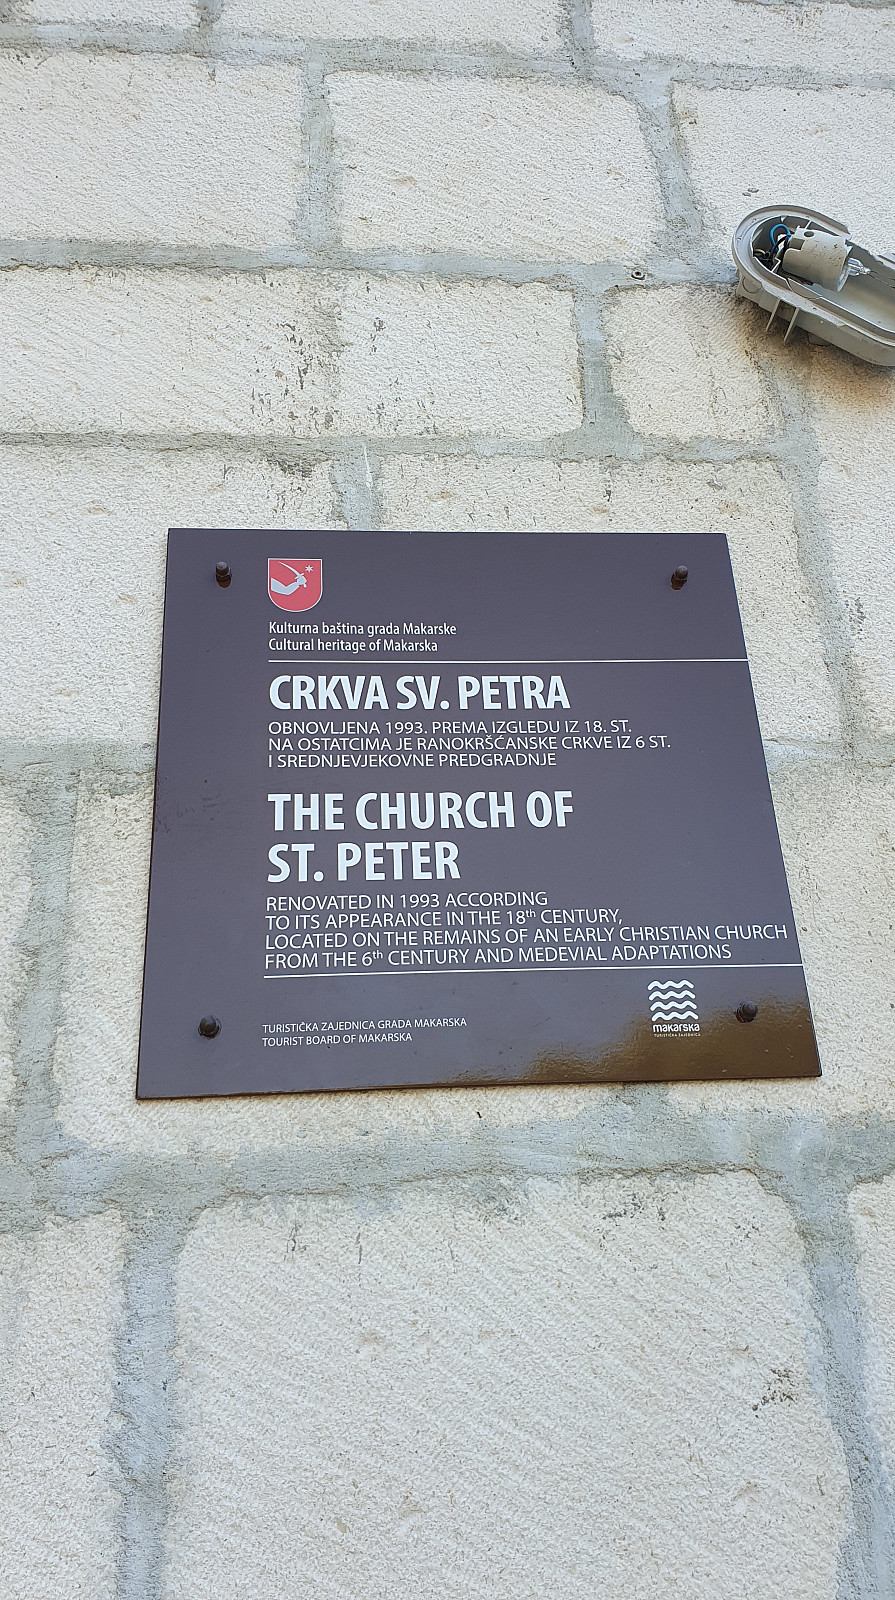 Kulturna baština grada Makarske
Cultural heritage of Makarska
CRKVA SV. PETRA
OBNOVLJENA 1993. PREMA IZGLEDU IZ 18. ST.
NA OSTATCIMA JE RANOKRŠĆANSKE CRKVE IZ 6 ST.
I SREDNJEVJEKOVNE PREDGRADNJE
THE CHURCH OF
ST. PETER
RENOVATED IN 1993 ACCORDING
TO ITS APPEARANCE IN THE 18th CENTURY,
LOCATED ON THE REMAINS OF AN EARLY CHRISTIAN CHURCH
FROM THE 6th CENTURY AND MEDEVIAL ADAPTATIONS
TURISTIČKA ZAJEDNICA GRADA MAKARSKA
TOURIST BOARD OF MAKARSKA
makarska
TURISTIČKA ZAJEDNICA